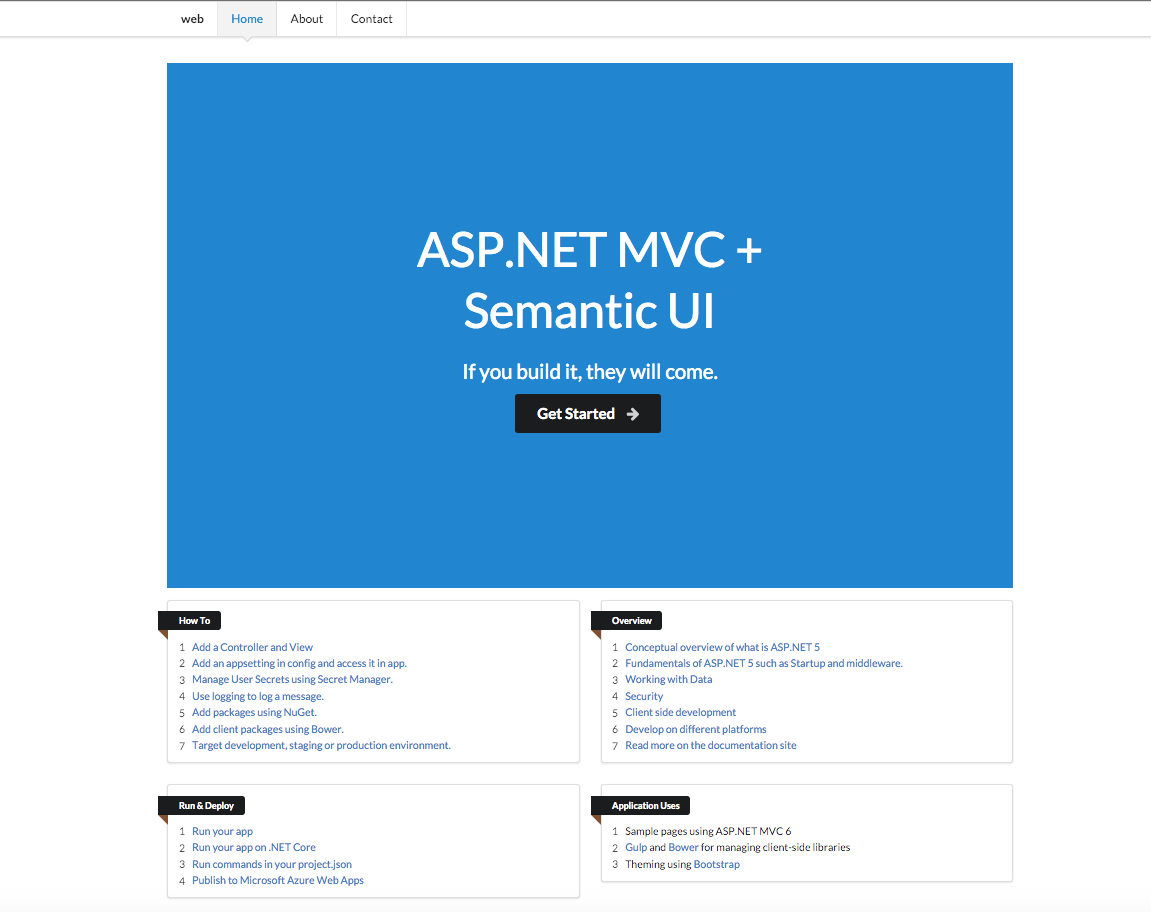 web Home About Contact
ASP.NET MVC +
Semantic UI
If you build it, they will come.
Get Started
How To
1 Add a Controller and View
2 Add an appsetting in config and access it in app.
3 Manage User Secrets using Secret Manager.
4 Use logging to log a message.
5 Add packages using NuGet.
6 Add client packages using Bower.
7 Target development, staging or production environment.
Overview
1 Conceptual overview of what is ASP.NET 5
2 Fundamentals of ASP.NET 5 such as Startup and middleware.
3 Working with Data
4 Security
5 Client side development
6 Develop on different platforms
7 Read more on the documentation site
Run & Deploy
1 Run your app
2 Run your app on .NET Core
3 Run commands in your project.json
4 Publish to Microsoft Azure Web Apps
Application Uses
1 Sample pages using ASP.NET MVC 6
2 Gulp and Bower for managing client-side libraries
3 Theming using Bootstrap